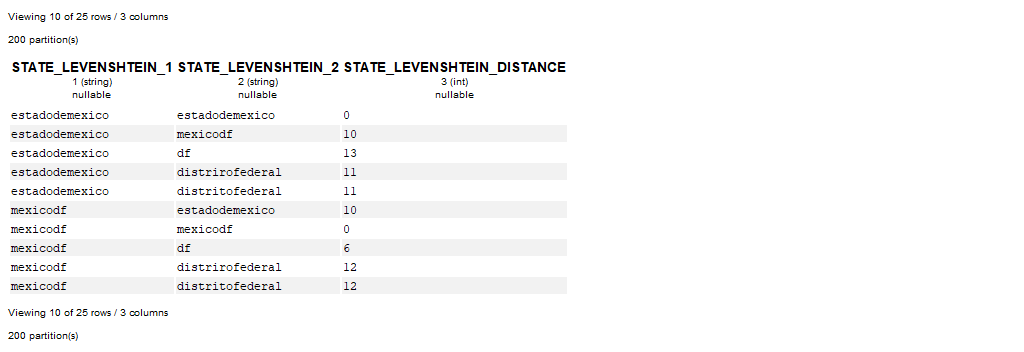 Viewing 10 of 25 rows / 3 columns
200 partition(s)
STATE_LEVENSHTEIN_1 STATE_LEVENSHTEIN_2 STATE_LEVENSHTEIN_DISTANCE
1 (string) 2 (string) 3 (int)
nullable nullable nullable
estadodemexico estadodemexico 0
estadodemexico mexicodf 10
estadodemexico df 13
estadodemexico distrirofederal 11
estadodemexico distritofederal 11
mexicodf estadodemexico 10
mexicodf mexicodf 0
mexicodf df 6
mexicodf distrirofederal 12
mexicodf distritofederal 12
Viewing 10 of 25 rows / 3 columns
200 partition(s)